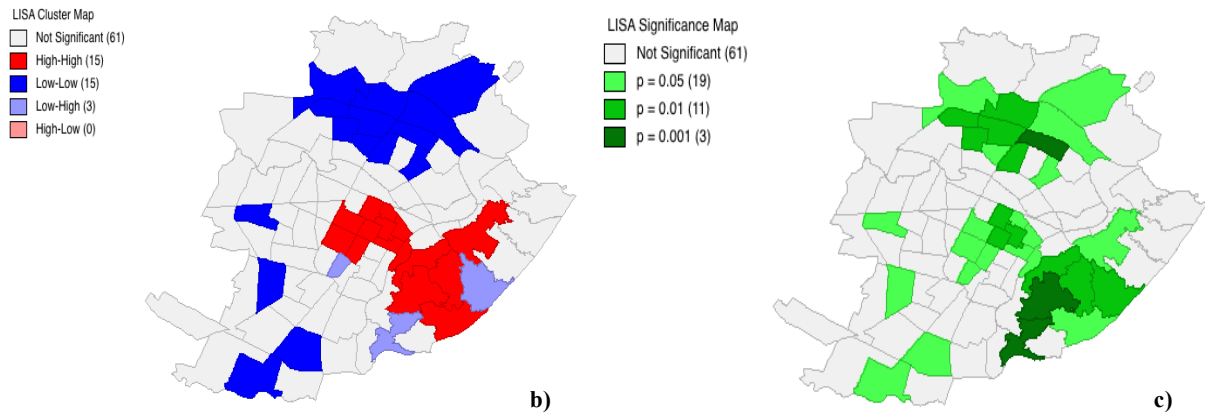 LISA Cluster Map
Not Significant (61)
High-High (15)
Low-Low (15)
Low-High (3)
High-Low (0)
b)
LISA Significance Map
Not Significant (61)
p = 0.05 (19)
p = 0.01 (11)
p = 0.001 (3)
c)